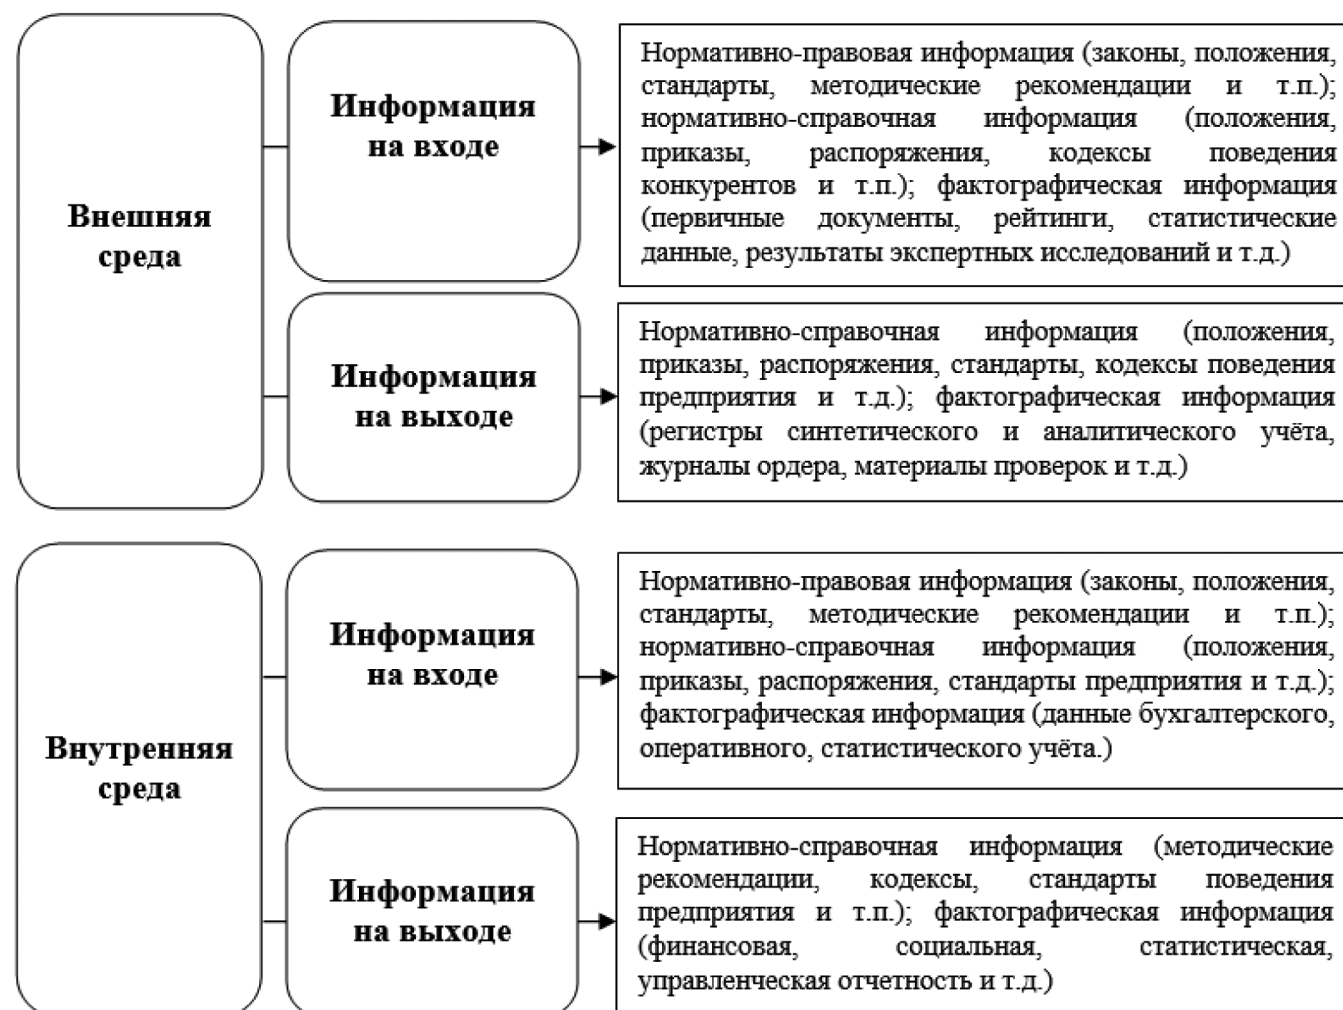 Внешняя
среда
Информация
на входе
Нормативно-правовая информация (законы, положения,
стандарты, методические рекомендации и т.п.);
нормативно-справочная информация (положения,
приказы, распоряжения, кодексы поведения
конкурентов и т.п.); фактографическая информация
(первичные документы, рейтинги, статистические
данные, результаты экспертных исследований и т.д.)
Информация
на выходе
Нормативно-справочная информация (положения,
приказы, распоряжения, стандарты, кодексы поведения
предприятия и т.д.); фактографическая информация
(регистры синтетического и аналитического учёта,
журналы ордера, материалы проверок и т.д.)
Внутренняя
среда
Информация
на входе
Нормативно-правовая информация (законы, положения,
стандарты, методические рекомендации и т.п.);
нормативно-справочная информация (положения,
приказы, распоряжения, стандарты предприятия и т.д.);
фактографическая информация (данные бухгалтерского,
оперативного, статистического учёта.)
Информация
на выходе
Нормативно-справочная информация (методические
рекомендации, кодексы, стандарты поведения
предприятия и т.п.); фактографическая информация
(финансовая, социальная, статистическая,
управленческая отчетность и т.д.)